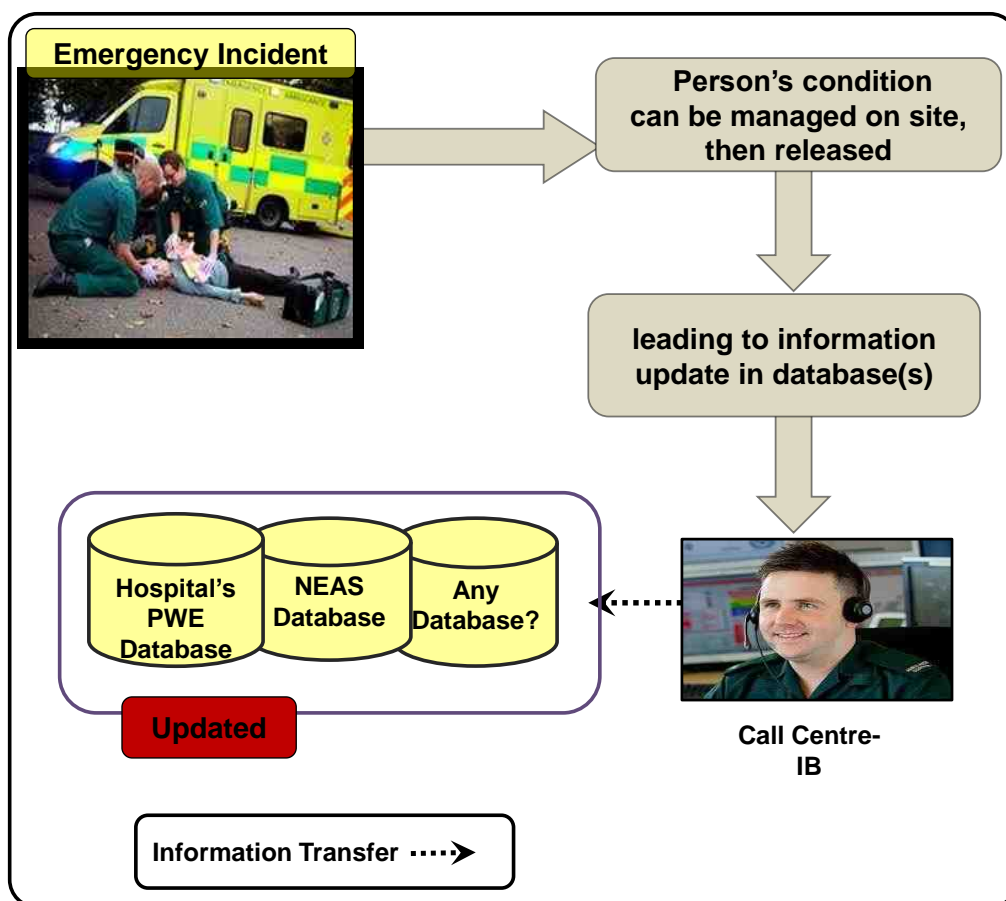 Emergency Incident
Person's condition
can be managed on site,
then released
leading to information
update in database(s)
Hospital's
PWE
Database
NEAS
Database
Any
Database?
Updated
Call Centre-
IB
Information Transfer